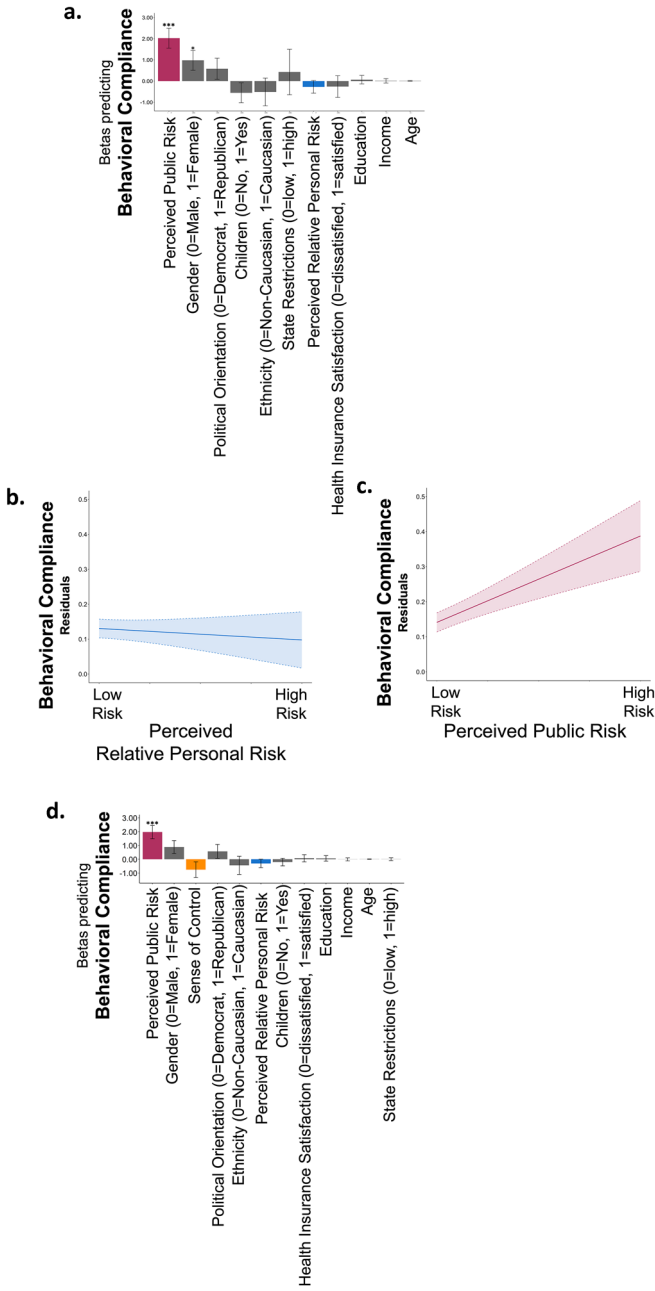 a.
Betas predicting
Behavioral Compliance
3.00
2.00
1.00
0.00
-1.00
***
*
Perceived Public Risk
Gender (0=Male, 1=Female)
Political Orientation (0=Democrat, 1=Republican)
Children (0=No, 1=Yes)
Ethnicity (0=Non-Caucasian, 1=Caucasian)
State Restrictions (0=low, 1=high)
Perceived Relative Personal Risk
Health Insurance Satisfaction (0=dissatisfied, 1=satisfied)
Education
Income
Age
b.
Behavioral Compliance
Residuals
0.5
0.4
0.3
0.2
0.1
0.0
Low
Risk
High
Risk
Perceived
Relative Personal Risk
c.
Behavioral Compliance
Residuals
0.5
0.4
0.3
0.2
0.1
0.0
Low
Risk
High
Risk
Perceived Public Risk
d.
Betas predicting
Behavioral Compliance
3.00
2.00
1.00
0.00
-1.00
***
Perceived Public Risk
Gender (0=Male, 1=Female)
Sense of Control
Political Orientation (0=Democrat, 1=Republican)
Ethnicity (0=Non-Caucasian, 1=Caucasian)
Perceived Relative Personal Risk
Children (0=No, 1=Yes)
Health Insurance Satisfaction (0=dissatisfied, 1=satisfied)
Education
Income
Age
State Restrictions (0=low, 1=high)